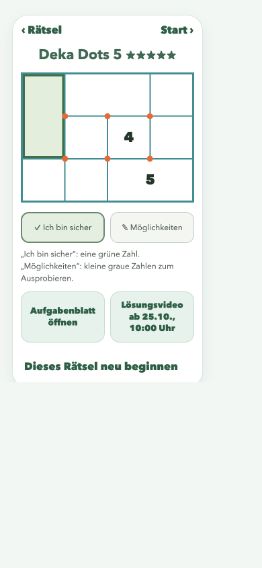 ‹ Rätsel
Start ›
Deka Dots 5 ★★★★★
4
5
✓ Ich bin sicher
✎ Möglichkeiten
„Ich bin sicher“: eine grüne Zahl.
„Möglichkeiten“: kleine graue Zahlen zum
Ausprobieren.
Aufgabenblatt
öffnen
Lösungsvideo
ab 25.10.,
10:00 Uhr
Dieses Rätsel neu beginnen